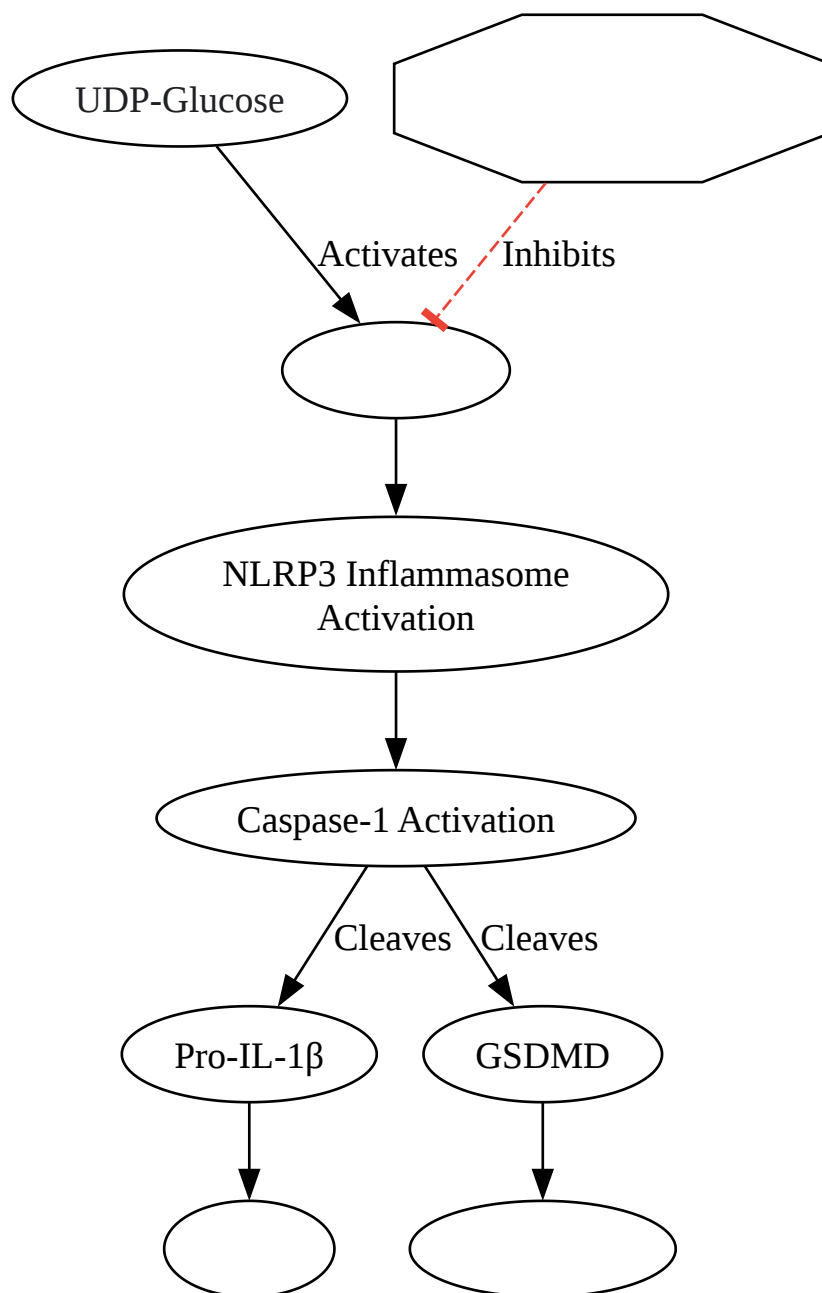 UDP-Glucose
Activates
Inhibits
NLRP3 Inflammasome
Activation
Caspase-1 Activation
Cleaves
Cleaves
Pro-IL-1β
GSDMD